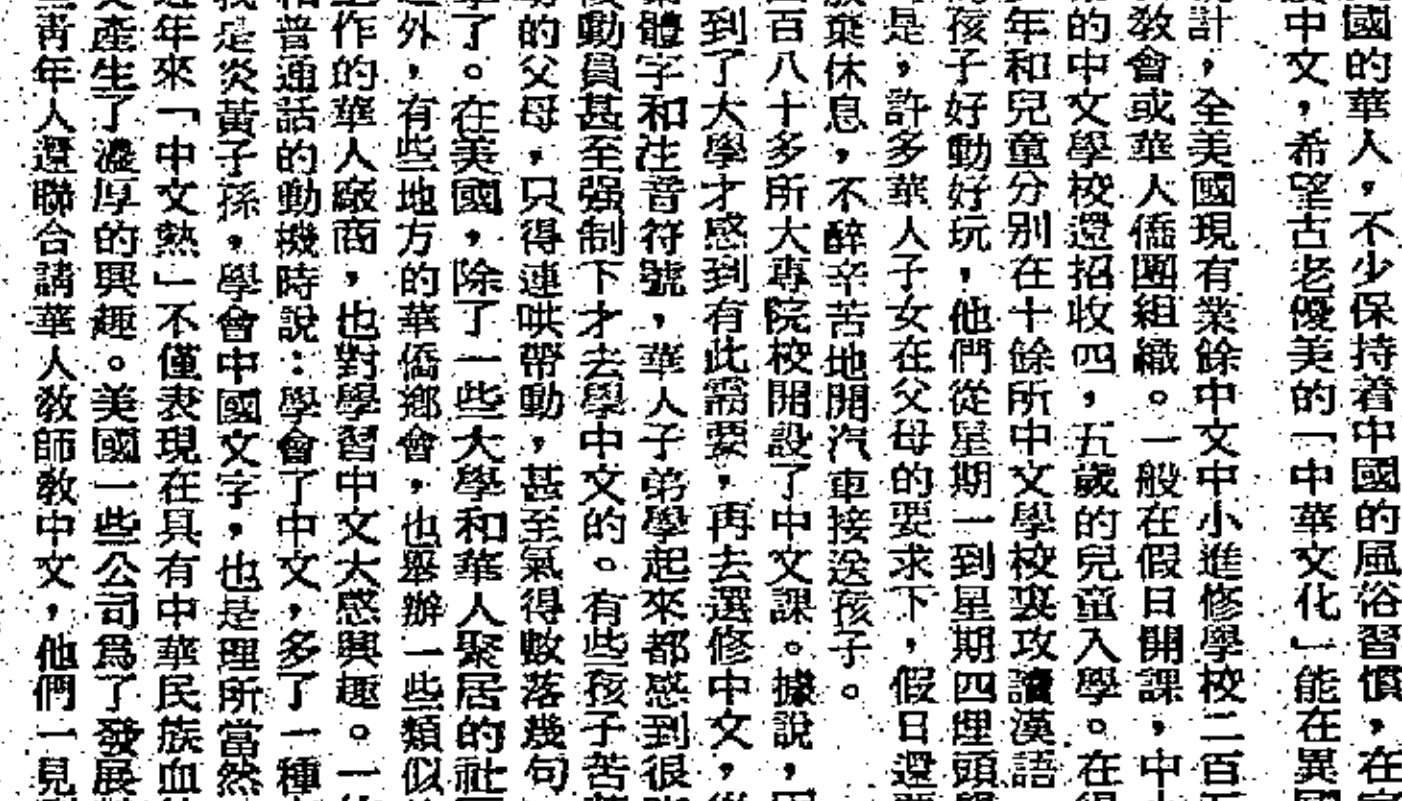 國的華人，不少保持着中國的風俗習慣，在
中文，希望古老優美的「中華文化」能在異國
計，全美國現有業餘中文中小進修學校二百
教會或華人僑團組織。一般在假日開課，中
的中文學校還招收四，五歲的兒童入學。在
年和兒童分別在十餘所中文學校裏攻讀漢語
孩子好動好玩，他們從星期一到星期四埋頭
是，許多華人子女在父母的要求下，假日還
棄休息，不醉辛苦地開汽車接送孩子。
百八十多所大專院校開設了中文課。據說，
到了大學才感到有此需要，再去選修中文，
體字和注音符號，華人子弟學起來都感到很
動員甚至强制下才去學中文的。有些孩子苦
的父母，只得連哄帶動，甚至氣得數落幾句
了。在美國，除了一些大學和華人聚居的社
外，有些地方的華僑鄉會，也舉辦一些類似
作的華人廠商，也對學習中文大感興趣。一
和普通話的動機時說：學會了中文，多了一種
是炎黃子孫，學會中國文字，也是理所當然
年來「中文熱」不僅表現在具有中華民族血
產生了濃厚的興趣。美國一些公司爲了發展
青年人還聯合請華人教師教中文，他們一見